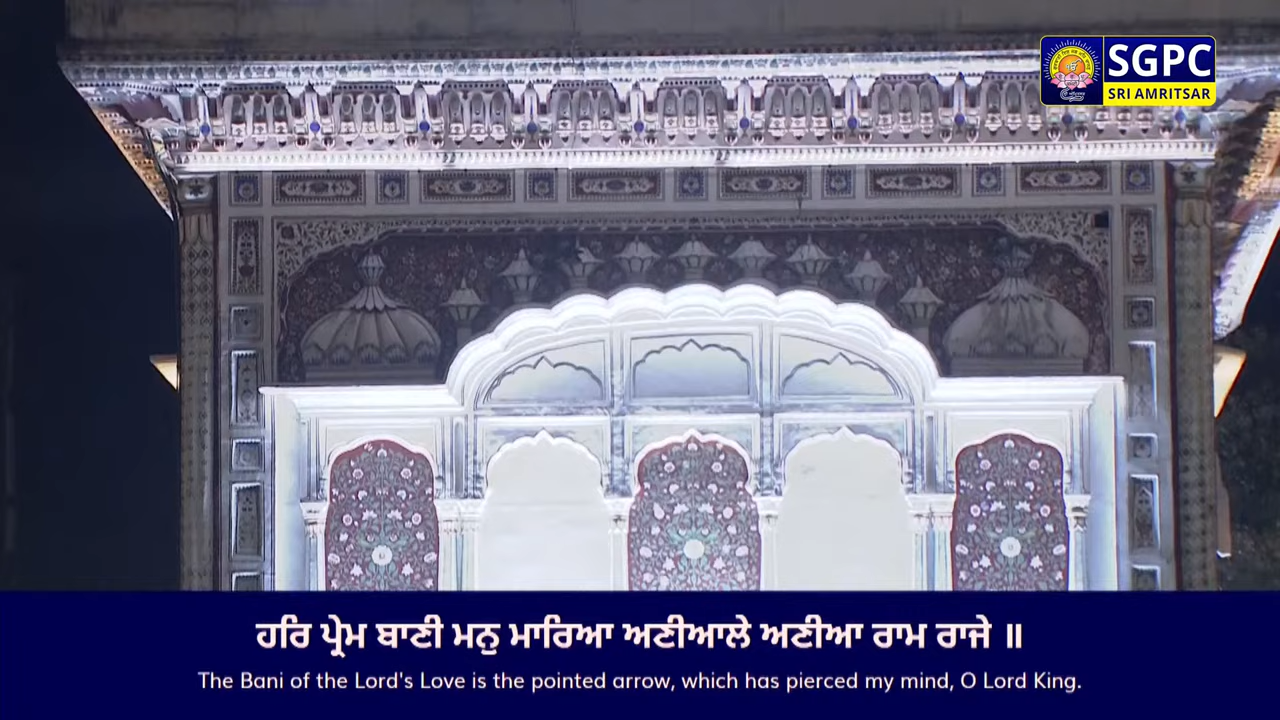 SGPC
SRI AMRITSAR
ਹਰਿ ਪ੍ਰੇਮ ਬਾਣੀ ਮਨੁ ਮਾਰਿਆ ਅਣੀਆਲੇ ਅਣੀਆ ਰਾਮ ਰਾਜੇ ॥
The Bani of the Lord's Love is the pointed arrow, which has pierced my mind, O Lord King.